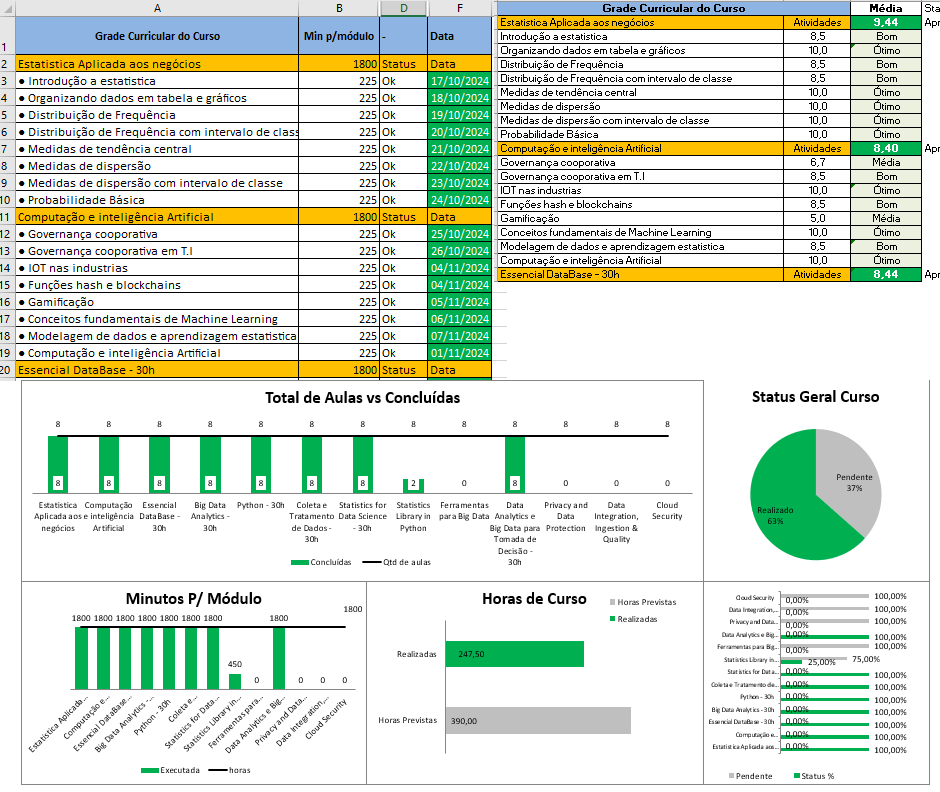 A B D F
1 Grade Curricular do Curso Min p/módulo - Data
2 Estatistica Aplicada aos negócios 1800 Status Data
3 ● Introdução a estatistica 225 Ok 17/10/2024
4 ● Organizando dados em tabela e gráficos 225 Ok 18/10/2024
5 ● Distribuição de Frequência 225 Ok 19/10/2024
6 ● Distribuição de Frequência com intervalo de class 225 Ok 20/10/2024
7 ● Medidas de tendência central 225 Ok 21/10/2024
8 ● Medidas de dispersão 225 Ok 22/10/2024
9 ● Medidas de dispersão com intervalo de classe 225 Ok 23/10/2024
10 ● Probabilidade Básica 225 Ok 24/10/2024
11 Computação e inteligência Artificial 1800 Status Data
12 ● Governança cooporativa 225 Ok 25/10/2024
13 ● Governança cooporativa em T.I 225 Ok 26/10/2024
14 ● IOT nas industrias 225 Ok 04/11/2024
15 ● Funções hash e blockchains 225 Ok 04/11/2024
16 ● Gamificação 225 Ok 05/11/2024
17 ● Conceitos fundamentais de Machine Learning 225 Ok 06/11/2024
18 ● Modelagem de dados e aprendizagem estatistica 225 Ok 07/11/2024
19 ● Computação e inteligência Artificial 225 Ok 01/11/2024
20 Essencial DataBase - 30h 1800 Status Data
Grade Curricular do Curso Média Sta
Estatistica Aplicada aos negócios Atividades 9,44 Apr
Introdução a estatistica 8,5 Bom
Organizando dados em tabela e gráficos 10,0 Ótimo
Distribuição de Frequência 8,5 Bom
Distribuição de Frequência com intervalo de classe 8,5 Bom
Medidas de tendência central 10,0 Ótimo
Medidas de dispersão 10,0 Ótimo
Medidas de dispersão com intervalo de classe 10,0 Ótimo
Probabilidade Básica 10,0 Ótimo
Computação e inteligência Artificial Atividades 8,40 Apr
Governança cooporativa 6,7 Média
Governança cooporativa em T.I 8,5 Bom
IOT nas industrias 10,0 Ótimo
Funções hash e blockchains 8,5 Bom
Gamificação 5,0 Média
Conceitos fundamentais de Machine Learning 10,0 Ótimo
Modelagem de dados e aprendizagem estatistica 8,5 Bom
Computação e inteligência Artificial 10,0 Ótimo
Essencial DataBase - 30h Atividades 8,44 Apr
Total de Aulas vs Concluídas
8 8 8 8 8 8 8 8 8 8 8 8 8
8 8 8 8 8 8 8 2 0 8 0 0 0
Estatistica Computação Essencial Big Data Python - 30h Coleta e Statistics for Statistics Ferramentas Data Privacy and Data Cloud
Aplicada aos e inteligência DataBase - Analytics - Tratamento Data Science Library in para Big Data Analytics e Data Integration, Security
negócios Artificial 30h 30h de Dados - - 30h Python Big Data para Protection Ingestion &
30h Tomada de Quality
Decisão -
30h
Concluídas Qtd de aulas
Status Geral Curso
Pendente
37%
Realizado
63%
Minutos P/ Módulo
1800
1800 1800 1800 1800 1800 1800 1800 450 0 1800 0 0 0
Estatistica Aplicada... Computação e... Essencial DataBase... Big Data Analytics -... Python - 30h Coleta e... Statistics for Data... Statistics Library in... Ferramentas para... Data Analytics e Big... Privacy and Data... Data Integration,... Cloud Security
Executada horas
Horas de Curso
Horas Previstas
Realizadas
Realizadas 247,50
Horas Previstas 390,00
Cloud Security 0,00% 100,00%
Data Integration,... 0,00% 100,00%
Privacy and Data... 0,00% 100,00%
Data Analytics e Big... 0,00% 100,00%
Ferramentas para Big... 0,00% 100,00%
Statistics Library in... 25,00% 75,00%
Statistics for Data... 0,00% 100,00%
Coleta e Tratamento de... 0,00% 100,00%
Python - 30h 0,00% 100,00%
Big Data Analytics - 30h 0,00% 100,00%
Essencial DataBase - 30h 0,00% 100,00%
Computação e... 0,00% 100,00%
Estatistica Aplicada aos... 0,00% 100,00%
Pendente Status %